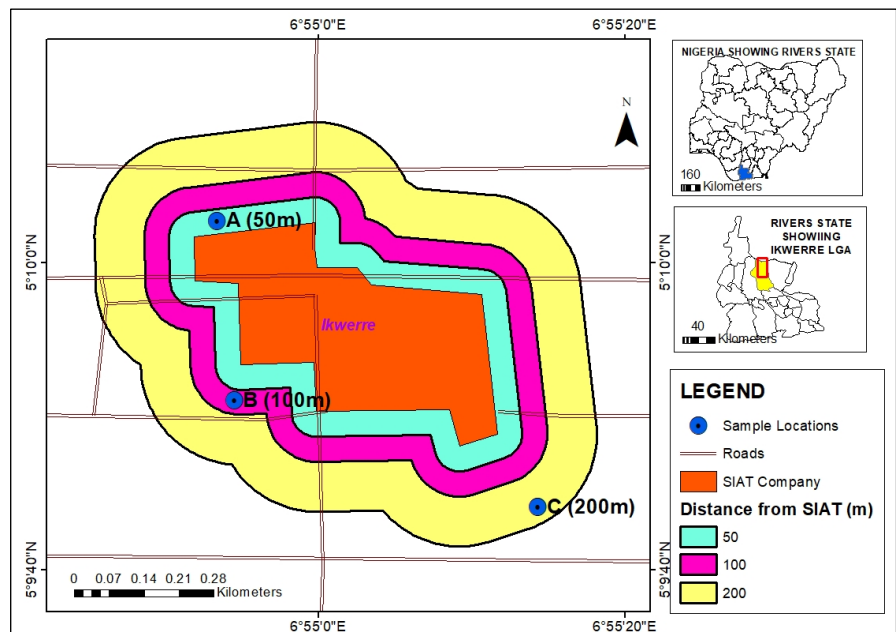 6°55'0"E
6°55'20"E
5°10'0"N
5°9'40"N
N
A (50m)
Ikwerre
B (100m)
C (200m)
0 0.07 0.14 0.21 0.28
Kilometers
5°10'0"N
5°9'40"N
6°55'0"E
6°55'20"E
NIGERIA SHOWING RIVERS STATE
160
Kilometers
RIVERS STATE
SHOWIING
IKWERRE LGA
40
Kilometers
LEGEND
Sample Locations
Roads
SIAT Company
Distance from SIAT (m)
50
100
200